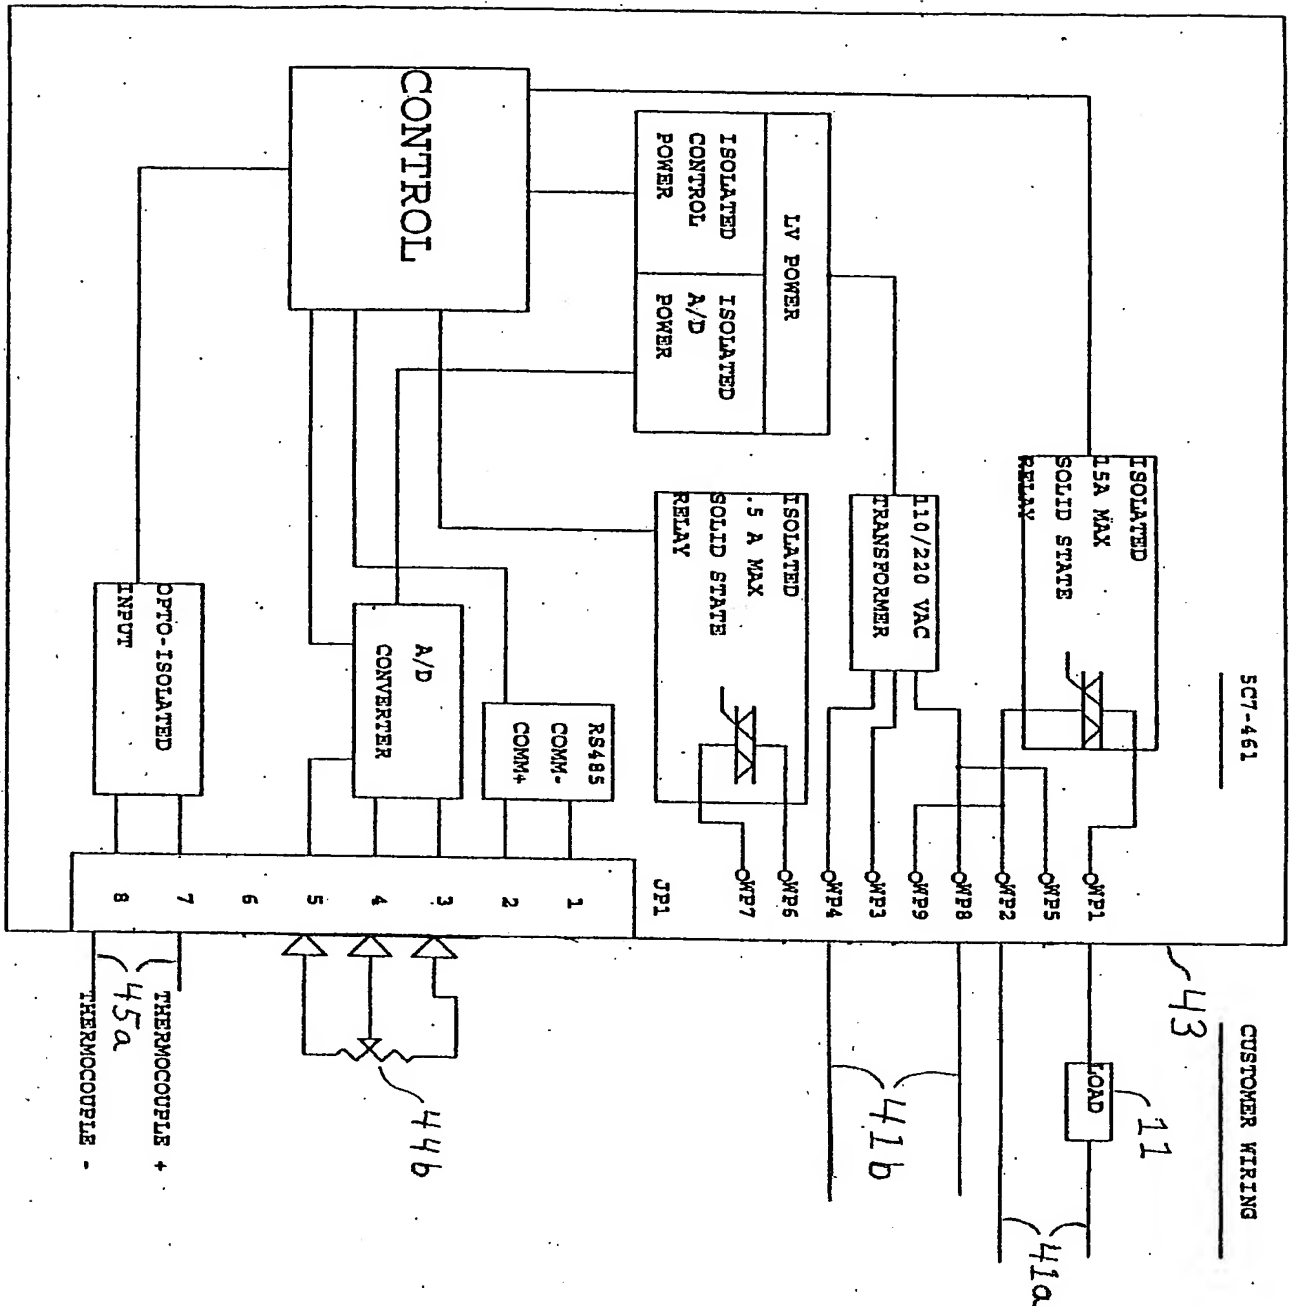 5C7-461
CUSTOMER WIRING
ISOLATED
15A MAX
SOLID STATE
RELAY
WP1
WP5
WP2
WP8
WP9
WP3
WP4
WP6
WP7
JP1
43
LOAD
11
41a
41b
110/220 VAC
TRANSFORMER
LV POWER
ISOLATED
CONTROL
POWER
ISOLATED
A/D
POWER
ISOLATED
.5 A MAX
SOLID STATE
RELAY
CONTROL
RS485
COMM-
COMM+
A/D
CONVERTER
OPTO-ISOLATED
INPUT
1
2
3
4
5
6
7
8
44b
THERMOCOUPLE +
45a
THERMOCOUPLE -